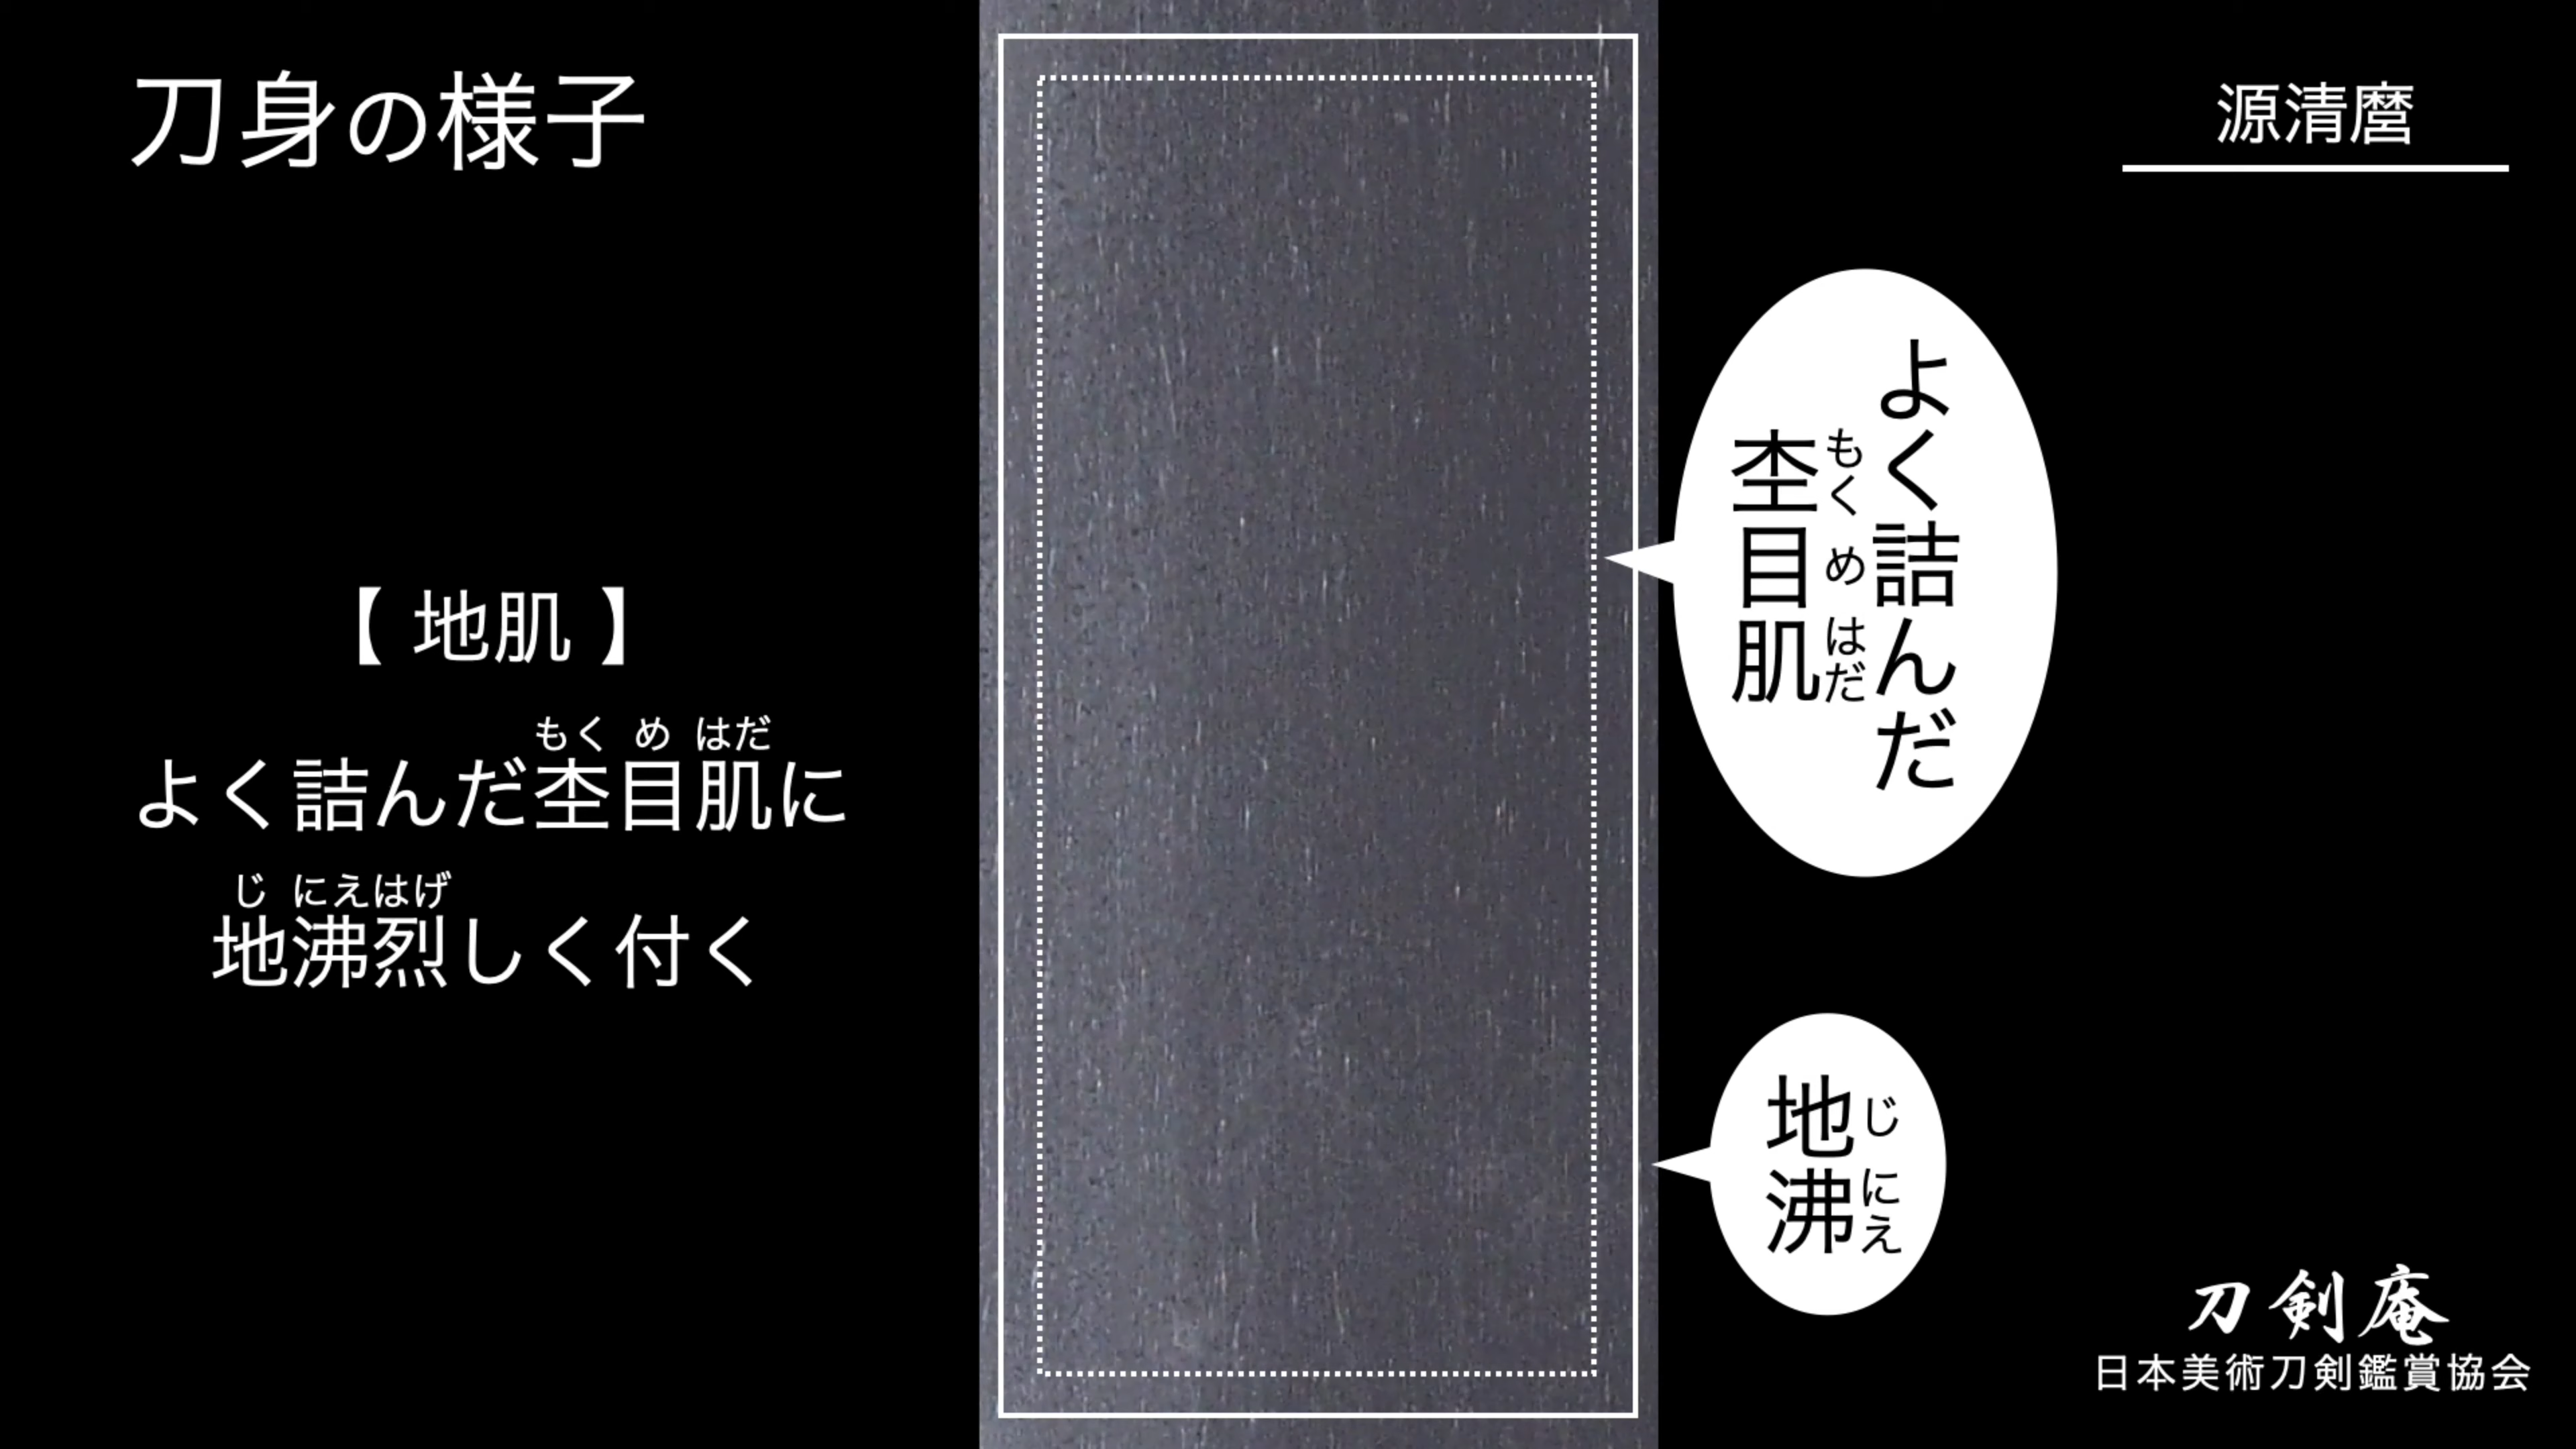 刀身の様子
源清麿
【 地肌 】
もく め はだ
よく詰んだ杢目肌に
じ にえはげ
地沸烈しく付く
よく詰んだ
もく め はだ
杢目肌
じ にえ
地沸
刀剣庵
日本美術刀剣鑑賞協会